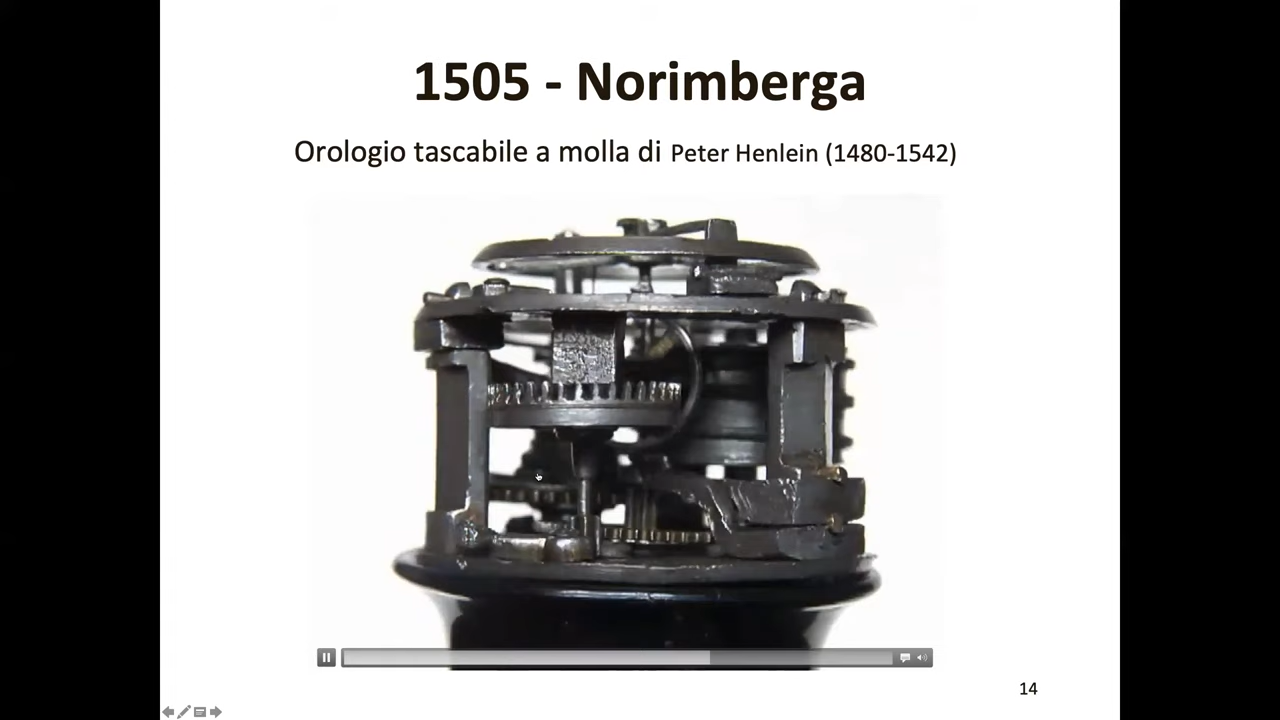 1505 - Norimberga
Orologio tascabile a molla di Peter Henlein (1480-1542)
14